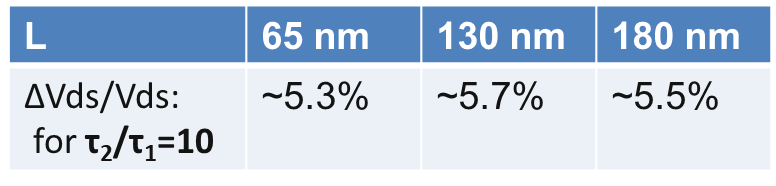 L 65 nm 130 nm 180 nm
ΔVds/Vds: ~5.3% ~5.7% ~5.5%
for τ₂/τ₁=10